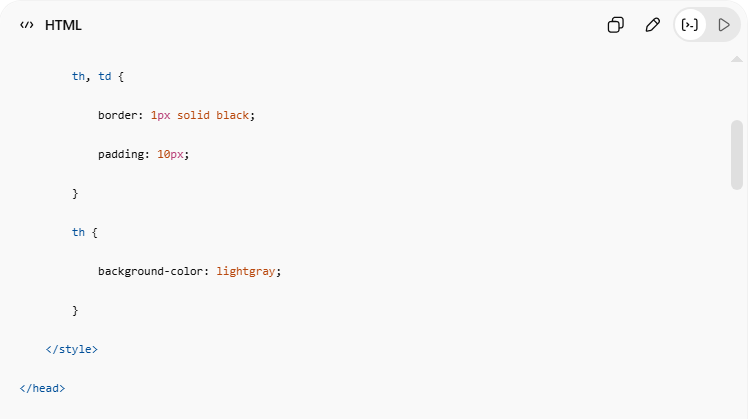 HTML
th, td {
border: 1px solid black;
padding: 10px;
}
th {
background-color: lightgray;
}
</style>
</head>